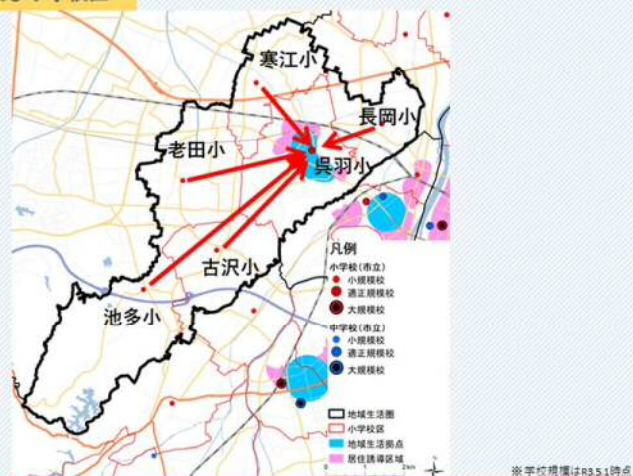 寒江小
長岡小
老田小
呉羽小
古沢小
池多小
凡例
小学校(市立)
小規模校
適正規模校
大規模校
中学校(市立)
小規模校
適正規模校
大規模校
地域生活圏
小学校区
地域生活拠点
居住誘導区域
※学校規模はR3.5.1時点